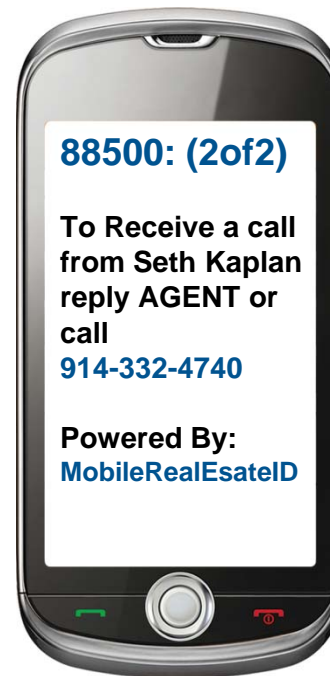 88500: (2of2)
To Receive a call
from Seth Kaplan
reply AGENT or
call
914-332-4740
Powered By:
MobileRealEsateID